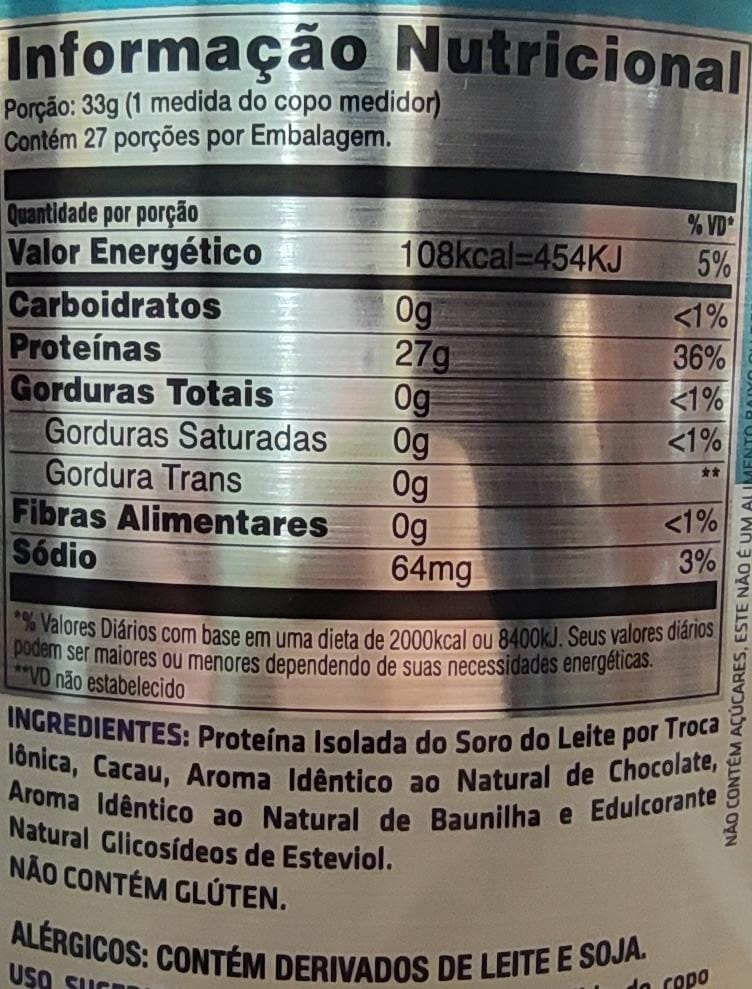 Informação Nutricional
Porção: 33g (1 medida do copo medidor)
Contém 27 porções por Embalagem.
Quantidade por porção % VD*
Valor Energético 108kcal=454KJ 5%
Carboidratos 0g <1%
Proteínas 27g 36%
Gorduras Totais 0g <1%
Gorduras Saturadas 0g <1%
Gordura Trans 0g **
Fibras Alimentares 0g <1%
Sódio 64mg 3%
*% Valores Diários com base em uma dieta de 2000kcal ou 8400kJ. Seus valores diários
podem ser maiores ou menores dependendo de suas necessidades energéticas.
**VD não estabelecido
INGREDIENTES: Proteína Isolada do Soro do Leite por Troca
Iônica, Cacau, Aroma Idêntico ao Natural de Chocolate,
Aroma Idêntico ao Natural de Baunilha e Edulcorante
Natural Glicosídeos de Esteviol.
NÃO CONTÉM GLÚTEN.
ALÉRGICOS: CONTÉM DERIVADOS DE LEITE E SOJA.
USO
do copo
NÃO CONTÉM AÇÚCARES, ESTE NÃO É UM ALIMENTO